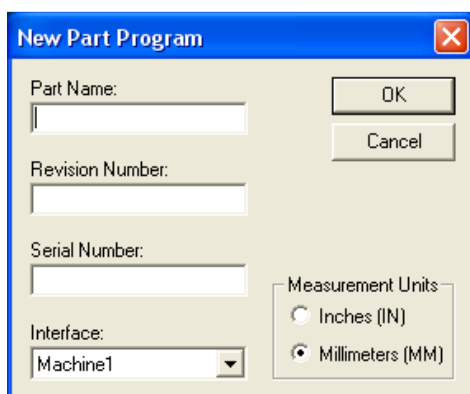 New Part Program
Part Name:
OK
Cancel
Revision Number:
Serial Number:
Measurement Units
Inches (IN)
Millimeters (MM)
Interface:
Machine1